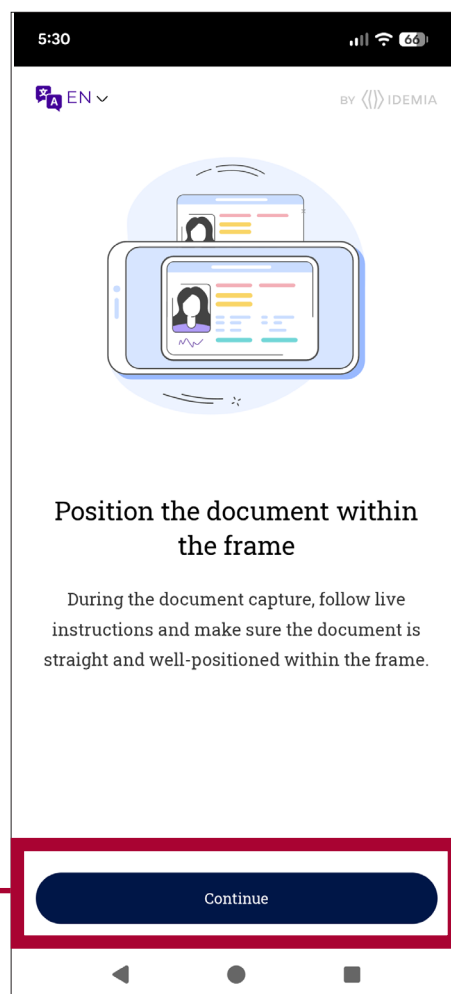 5:30
66
EN
BY IDEMIA
Position the document within
the frame
During the document capture, follow live
instructions and make sure the document is
straight and well-positioned within the frame.
Continue